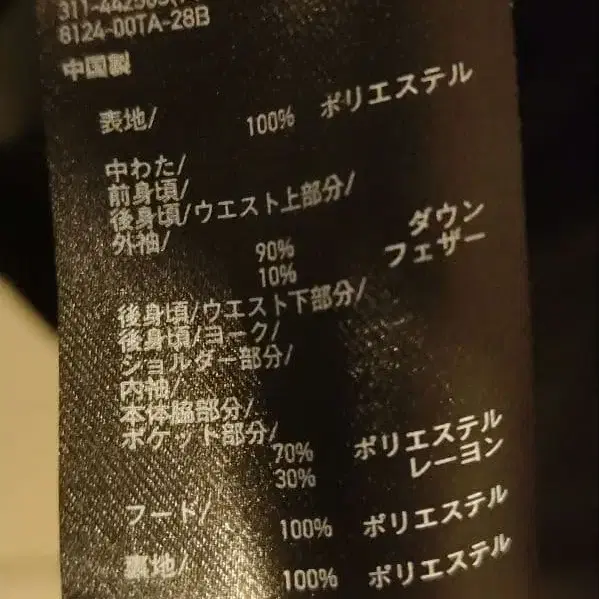 8124-00TA-28B
中国製
表地/ 100% ポリエステル
中わた/
前身頃/
後身頃/ウエスト上部分/
外袖/ 90% ダウン
10% フェザー
後身頃/ウエスト下部分/
後身頃/ヨーク/
ショルダー部分/
内袖/
本体脇部分/
ポケット部分/
70% ポリエステル
30% レーヨン
フード/ 100% ポリエステル
裏地/ 100% ポリエステル